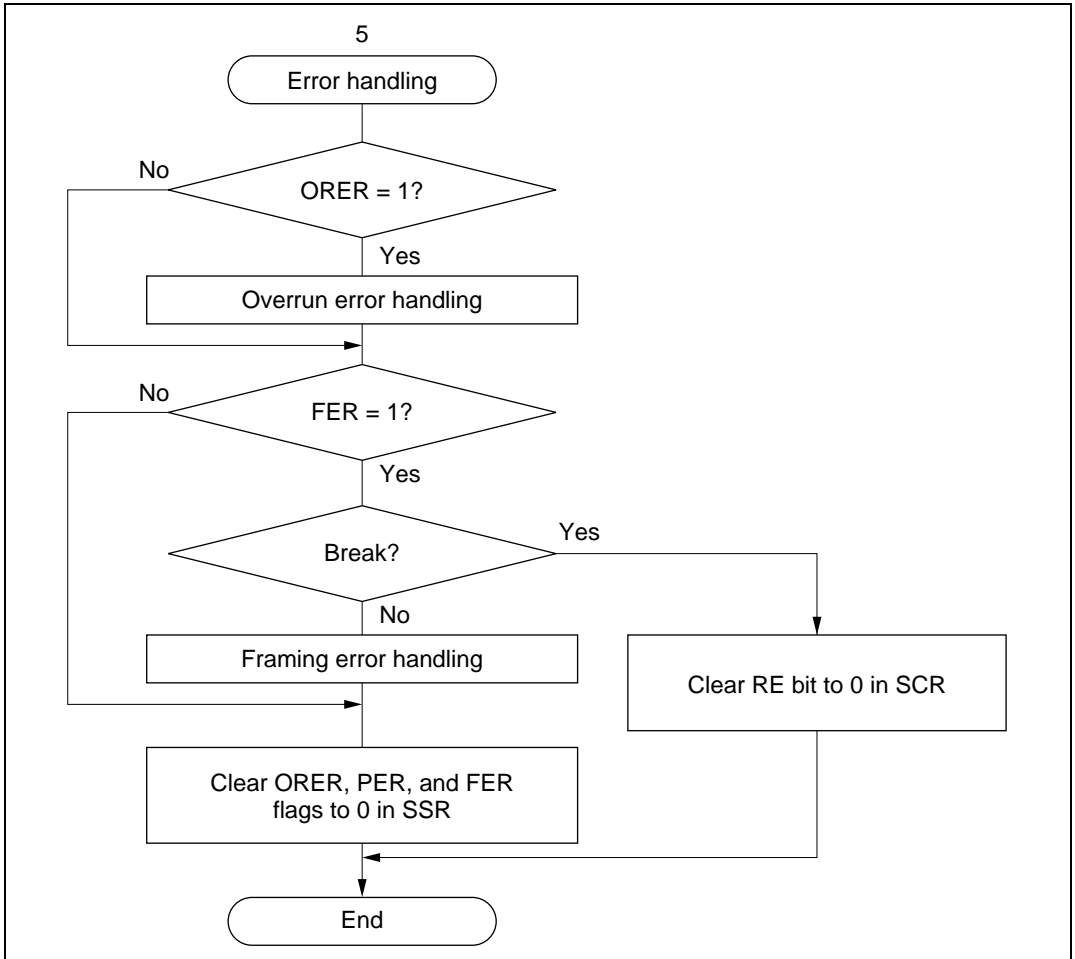 5
Error handling
No
ORER = 1?
Yes
Overrun error handling
No
FER = 1?
Yes
Yes
Break?
No
Framing error handling
Clear RE bit to 0 in SCR
Clear ORER, PER, and FER
flags to 0 in SSR
End